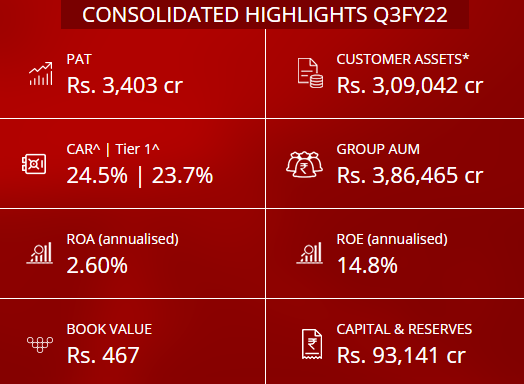 CONSOLIDATED HIGHLIGHTS Q3FY22
PAT
Rs. 3,403 cr
CUSTOMER ASSETS*
Rs. 3,09,042 cr
CAR^ | Tier 1^
24.5% | 23.7%
GROUP AUM
Rs. 3,86,465 cr
ROA (annualised)
2.60%
ROE (annualised)
14.8%
BOOK VALUE
Rs. 467
CAPITAL & RESERVES
Rs. 93,141 cr